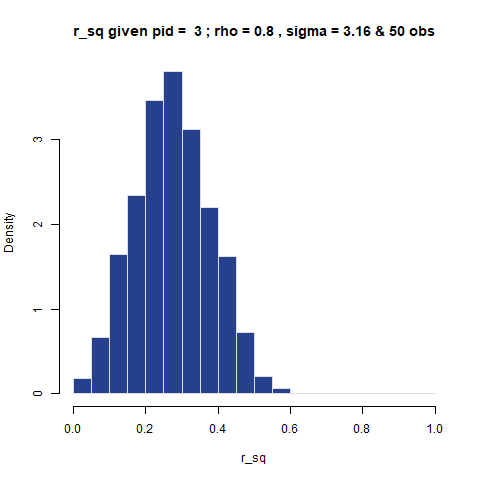 r_sq given pid =  3 ; rho = 0.8 , sigma = 3.16 & 50 obs
Density
3
2
1
0
0.0 0.2 0.4 0.6 0.8 1.0
r_sq